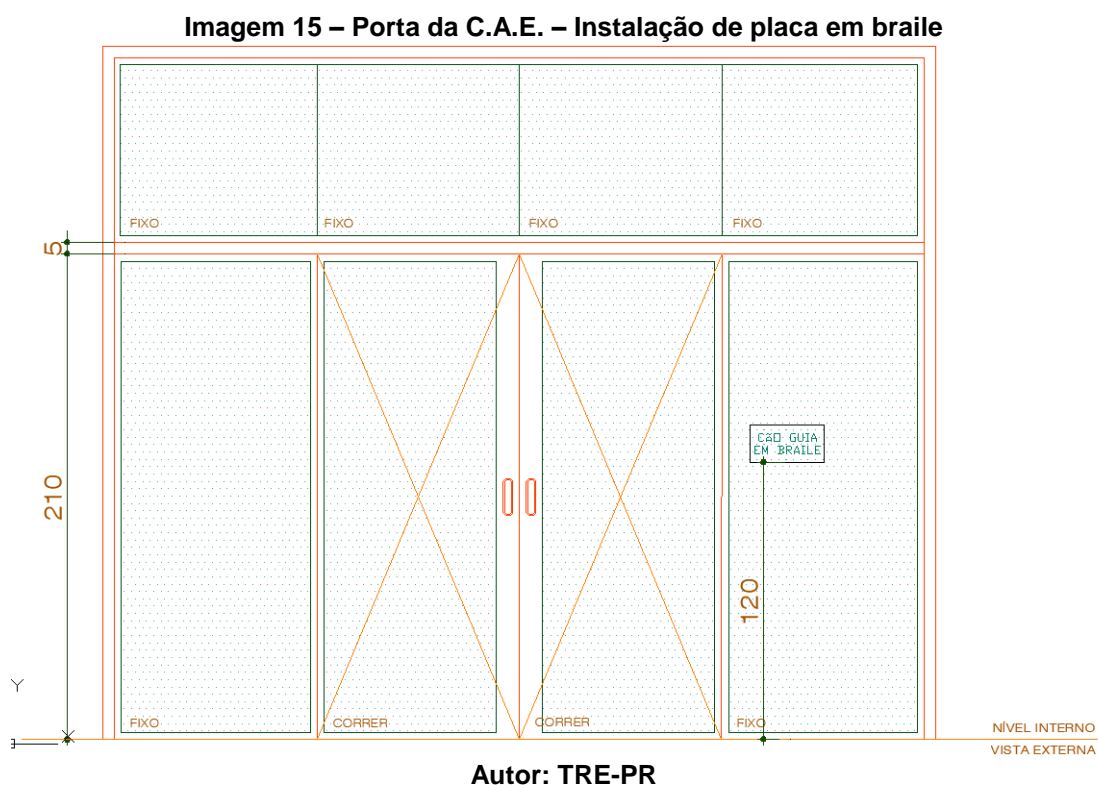 Imagem 15 – Porta da C.A.E. – Instalação de placa em braile
FIXO
FIXO
FIXO
FIXO
5
210
CÃO GUIA
EM BRAILE
120
Y
FIXO
CORRER
CORRER
FIXO
NÍVEL INTERNO
VISTA EXTERNA
Autor: TRE-PR